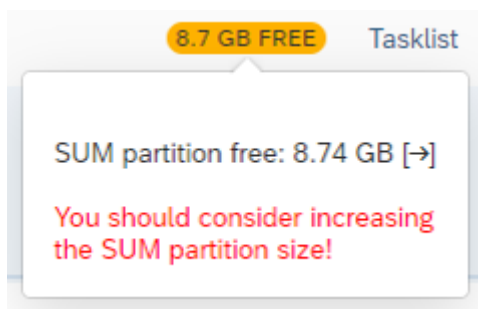 8.7 GB FREE Tasklist
SUM partition free: 8.74 GB [→]
You should consider increasing
the SUM partition size!